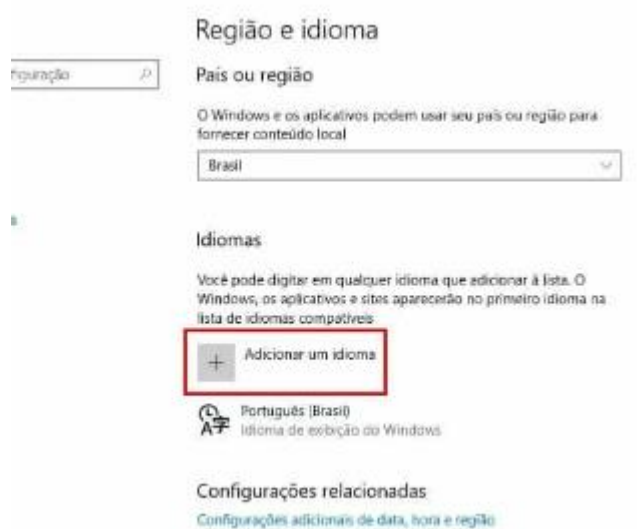 Região e idioma
figuração
País ou região
O Windows e os aplicativos podem usar seu país ou região para
fornecer conteúdo local
Brasil
Idiomas
Você pode digitar em qualquer idioma que adicionar à lista. O
Windows, os aplicativos e sites aparecerão no primeiro idioma na
lista de idiomas compatíveis
Adicionar um idioma
Português (Brasil)
Idioma de exibição do Windows
Configurações relacionadas
Configurações adicionais de data, hora e região